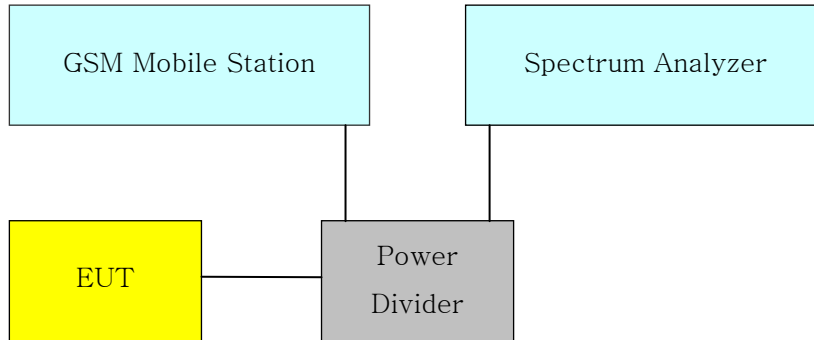 GSM Mobile Station
Spectrum Analyzer
EUT
Power
Divider